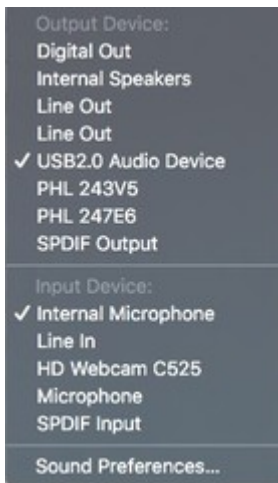 Output Device:
Digital Out
Internal Speakers
Line Out
Line Out
✓ USB2.0 Audio Device
PHL 243V5
PHL 247E6
SPDIF Output
Input Device:
✓ Internal Microphone
Line In
HD Webcam C525
Microphone
SPDIF Input
Sound Preferences...